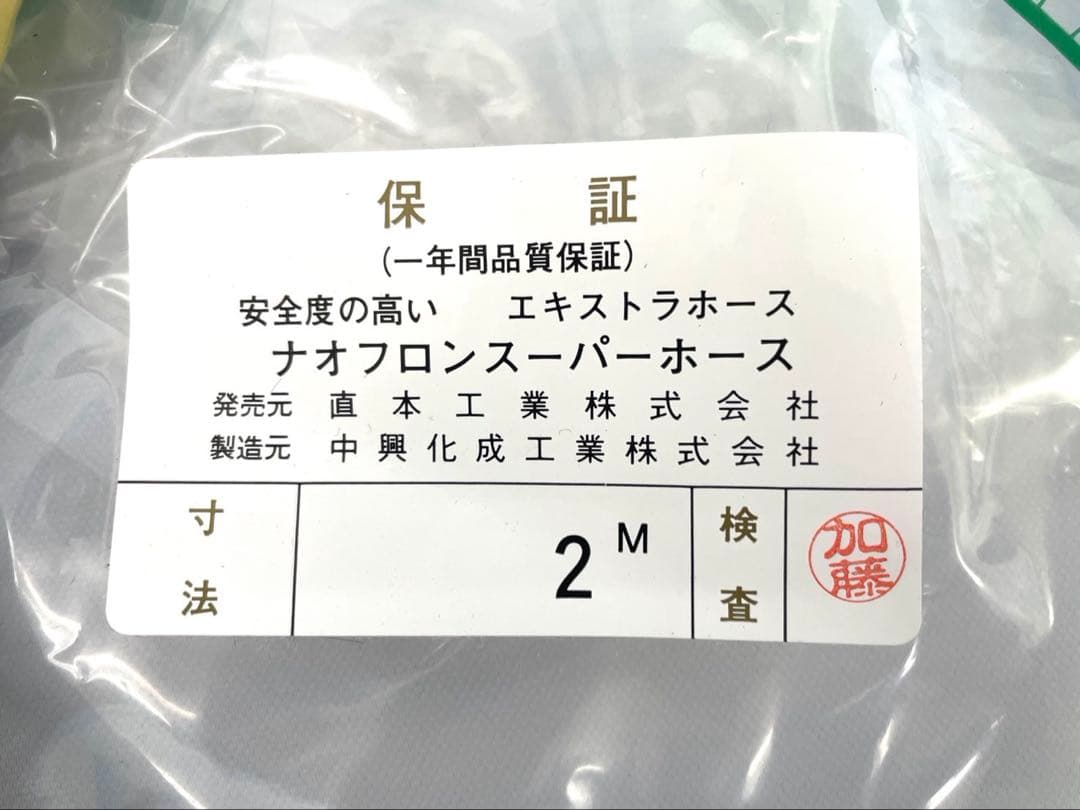 保証
(一年間品質保証)
安全度の高い エキストラホース
ナオフロンスーパーホース
発売元 直本工業株式会社
製造元 中興化成工業株式会社
寸法 2M 検査 加藤